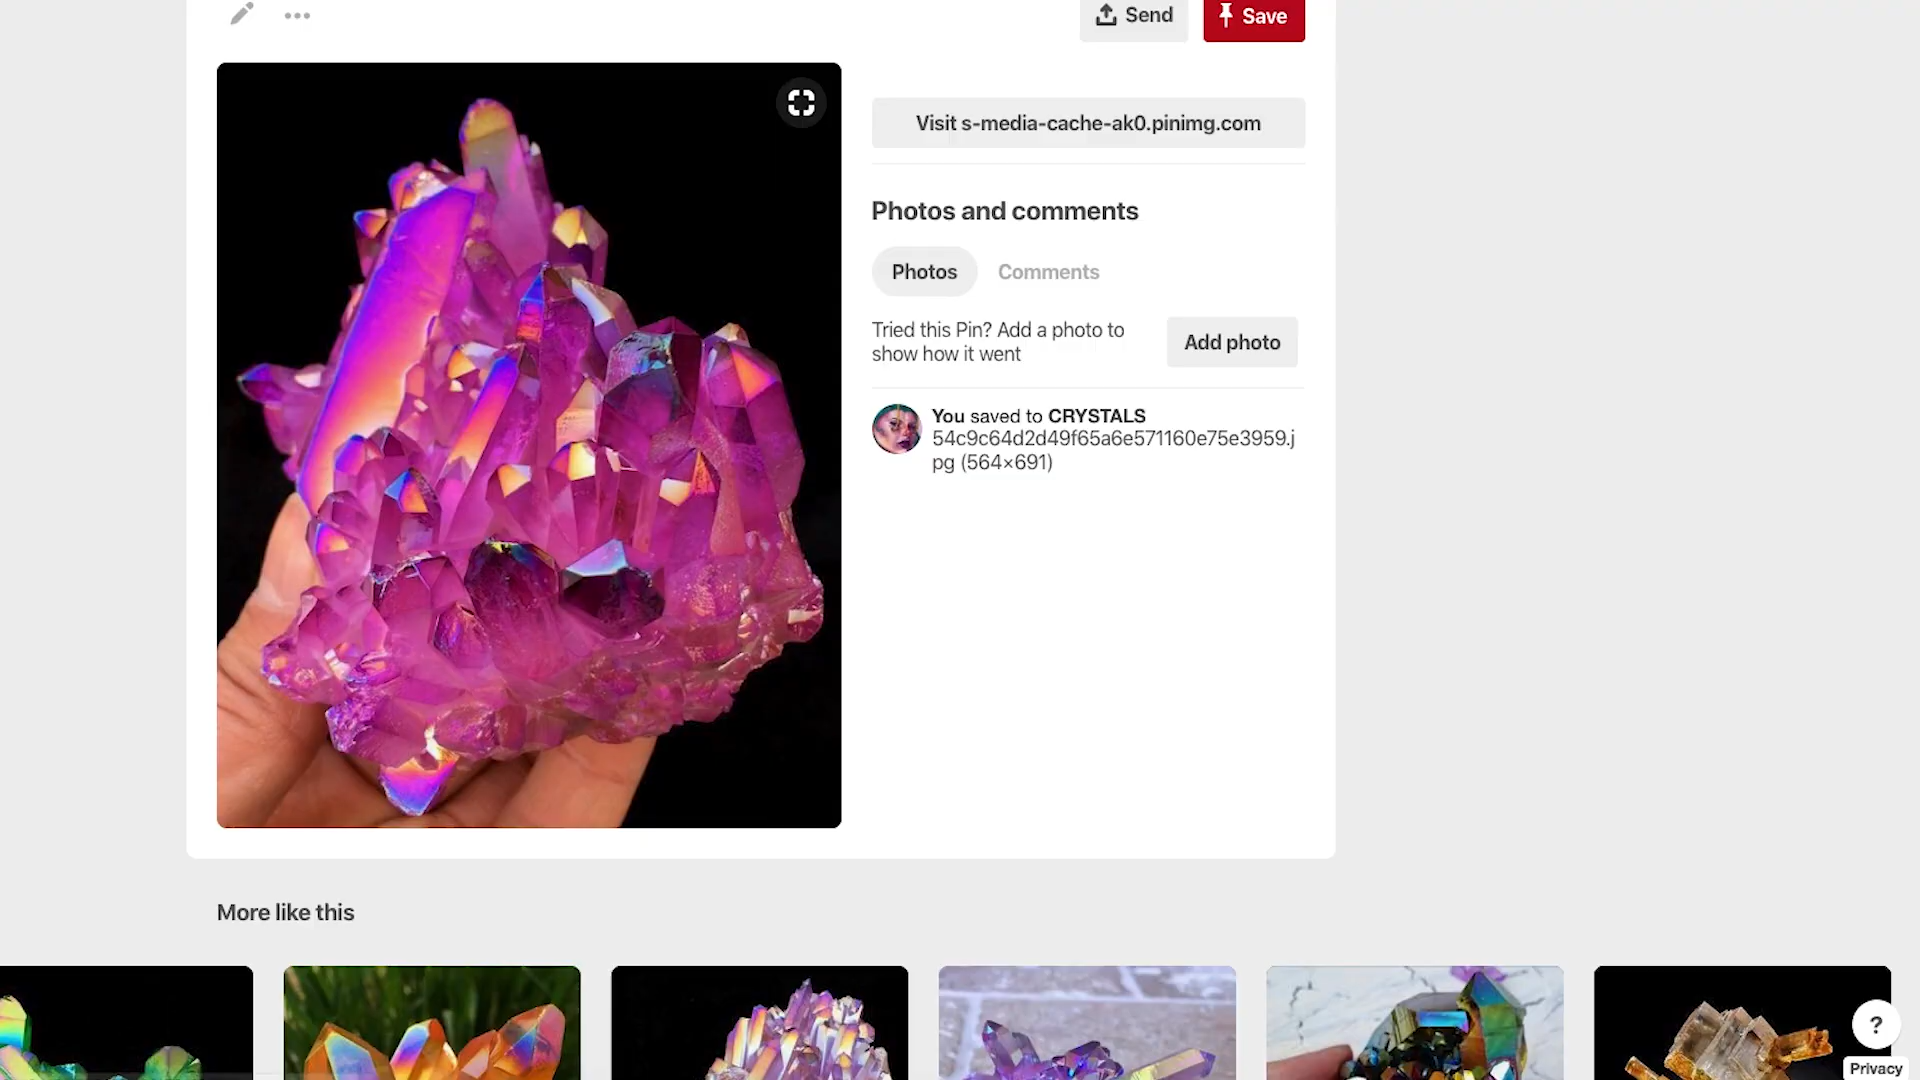 Send
Save
Visit s-media-cache-ak0.pinimg.com
Photos and comments
Photos
Comments
Tried this Pin? Add a photo to
show how it went
Add photo
You saved to CRYSTALS
54c9c64d2d49f65a6e571160e75e3959.j
pg (564×691)
More like this
?
Privacy